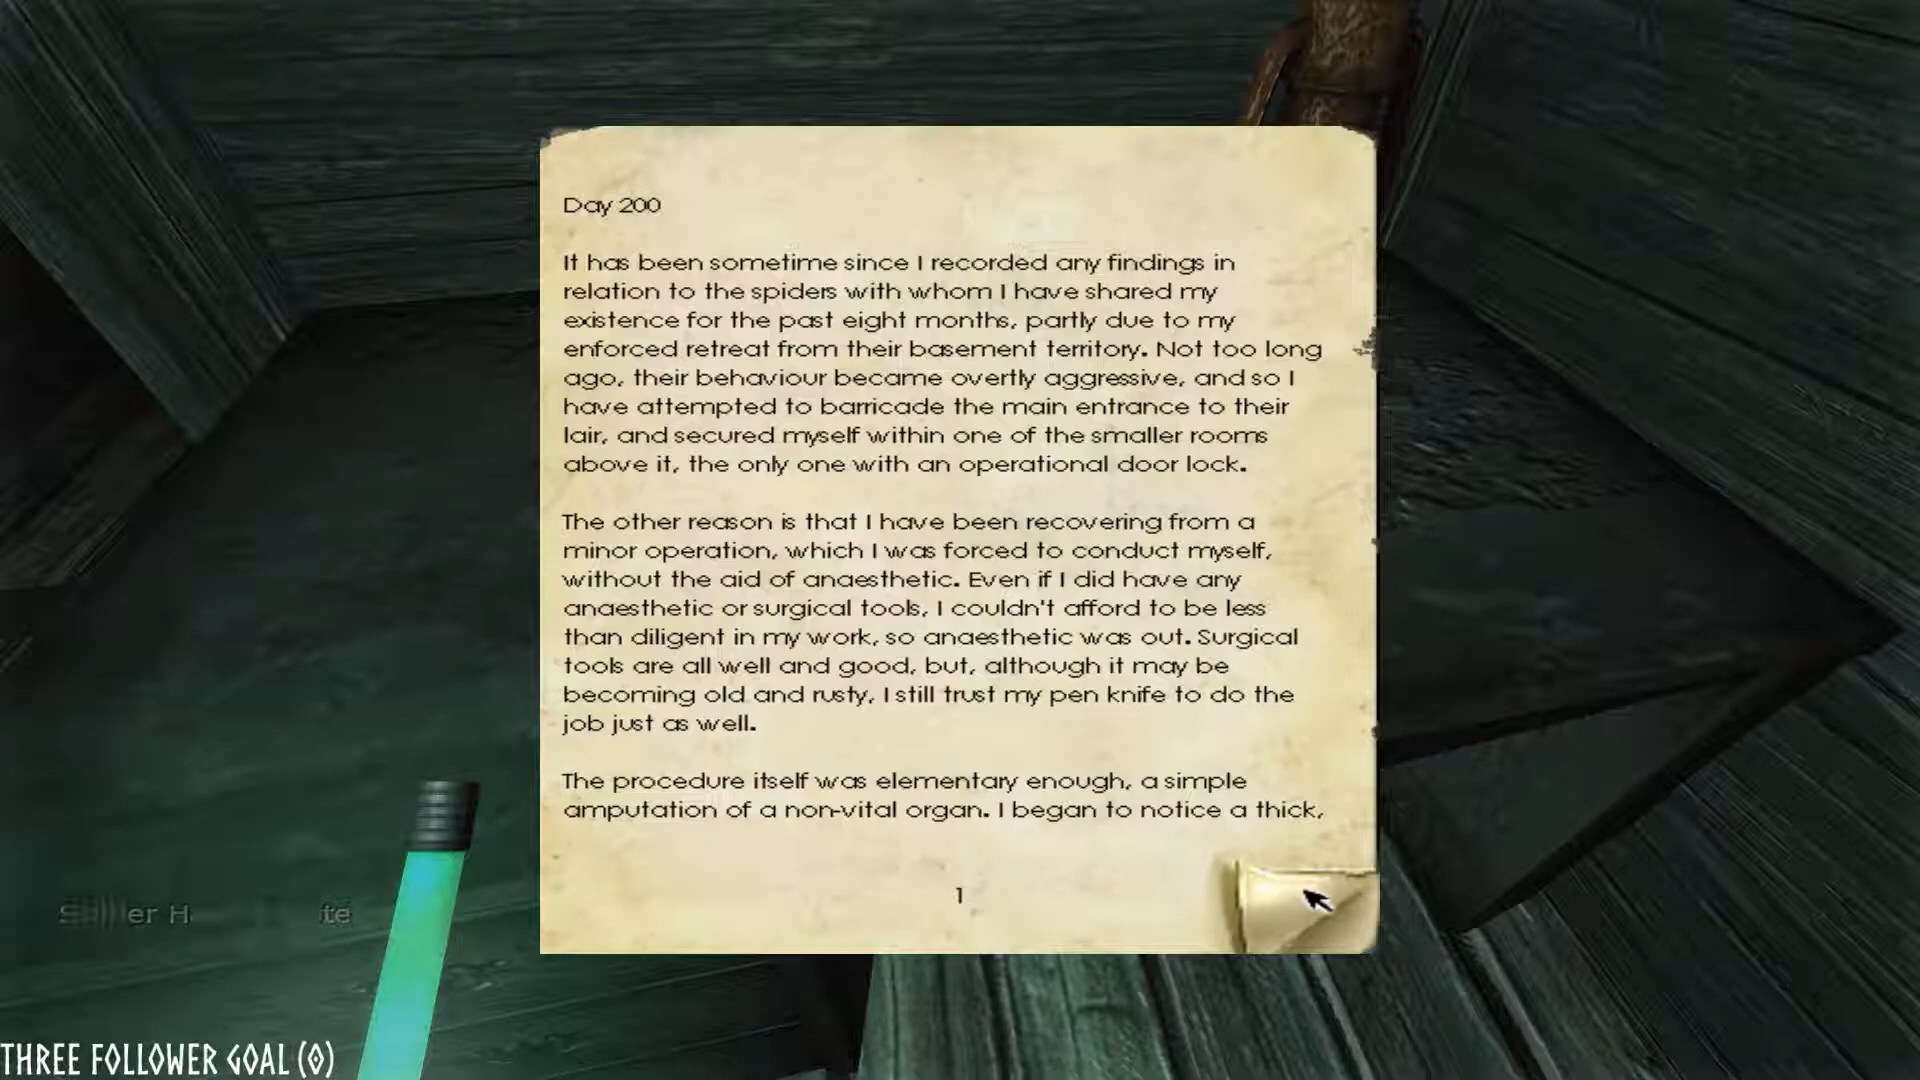 Day 200
It has been sometime since I recorded any findings in
relation to the spiders with whom I have shared my
existence for the past eight months, partly due to my
enforced retreat from their basement territory. Not too long
ago, their behaviour became overtly aggressive, and so I
have attempted to barricade the main entrance to their
lair, and secured myself within one of the smaller rooms
above it, the only one with an operational door lock.
The other reason is that I have been recovering from a
minor operation, which I was forced to conduct myself,
without the aid of anaesthetic. Even if I did have any
anaesthetic or surgical tools, I couldn't afford to be less
than diligent in my work, so anaesthetic was out. Surgical
tools are all well and good, but, although it may be
becoming old and rusty, I still trust my pen knife to do the
job just as well.
The procedure itself was elementary enough, a simple
amputation of a non-vital organ. I began to notice a thick,
1
THREE FOLLOWER GOAL (0)